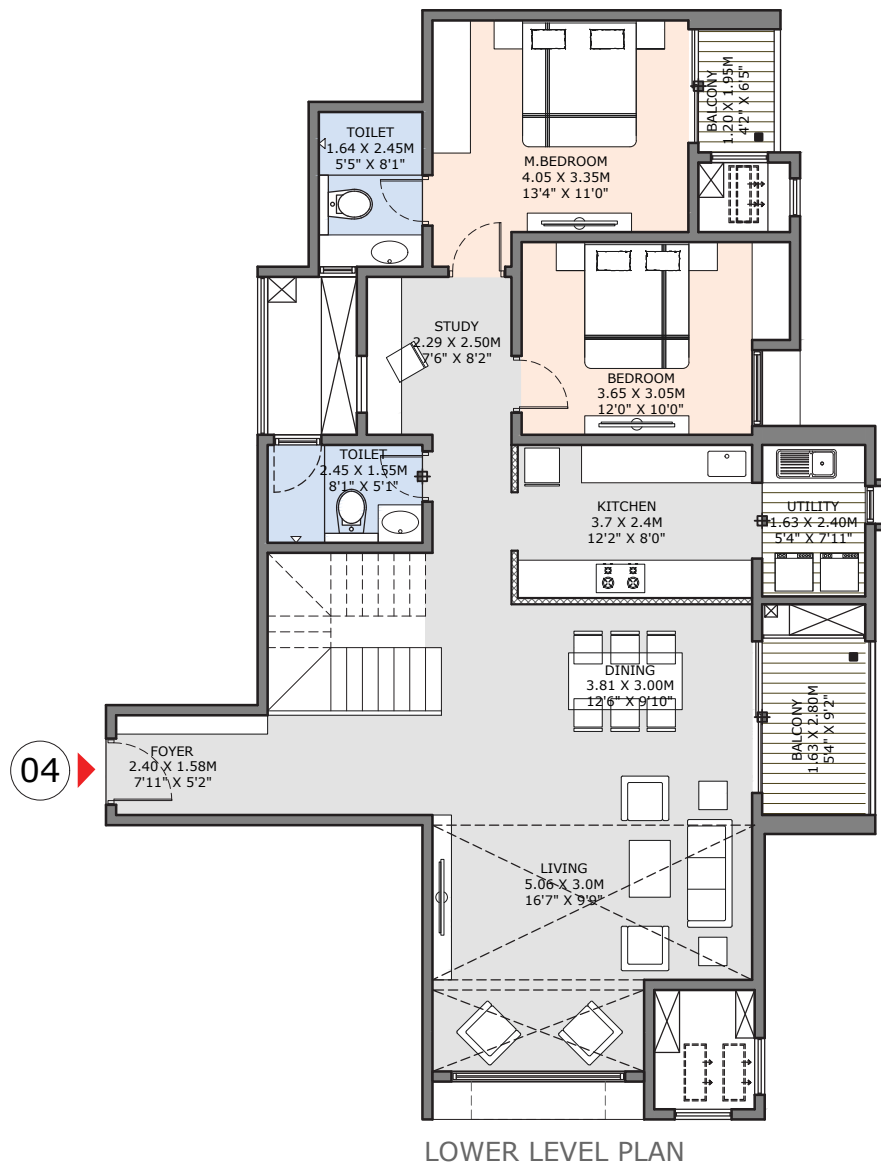 BALCONY
1.20 X 1.95M
4'2" X 6'5"
TOILET
1.64 X 2.45M
5'5" X 8'1"
M.BEDROOM
4.05 X 3.35M
13'4" X 11'0"
STUDY
2.29 X 2.50M
7'6" X 8'2"
BEDROOM
3.65 X 3.05M
12'0" X 10'0"
TOILET
2.45 X 1.55M
8'1" X 5'1"
KITCHEN
3.7 X 2.4M
12'2" X 8'0"
UTILITY
1.63 X 2.40M
5'4" X 7'11"
DINING
3.81 X 3.00M
12'6" X 9'10"
BALCONY
1.63 X 2.80M
5'4" X 9'2"
04
FOYER
2.40 X 1.58M
7'11" X 5'2"
LIVING
5.06 X 3.0M
16'7" X 9'9"
LOWER LEVEL PLAN